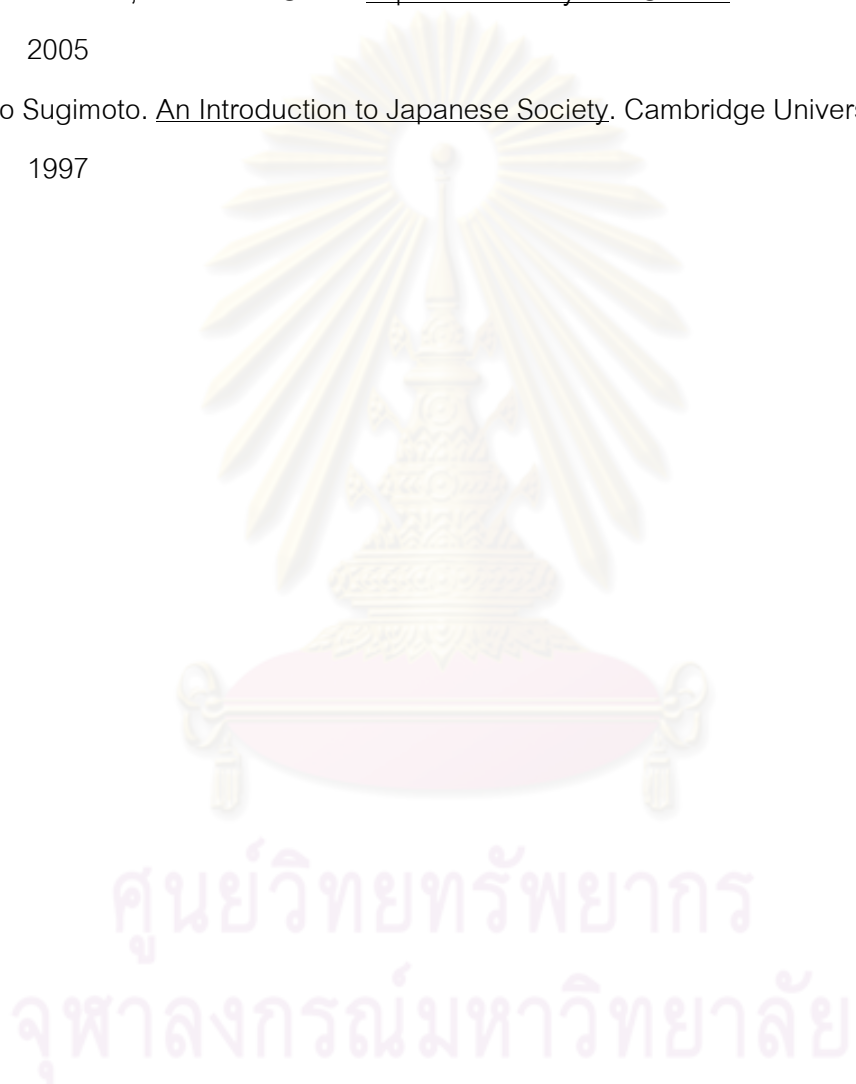 2005
o Sugimoto. An Introduction to Japanese Society. Cambridge Univers
1997
ศูนย์วิทยทรัพยากร
จุฬาลงกรณ์มหาวิทยาลัย